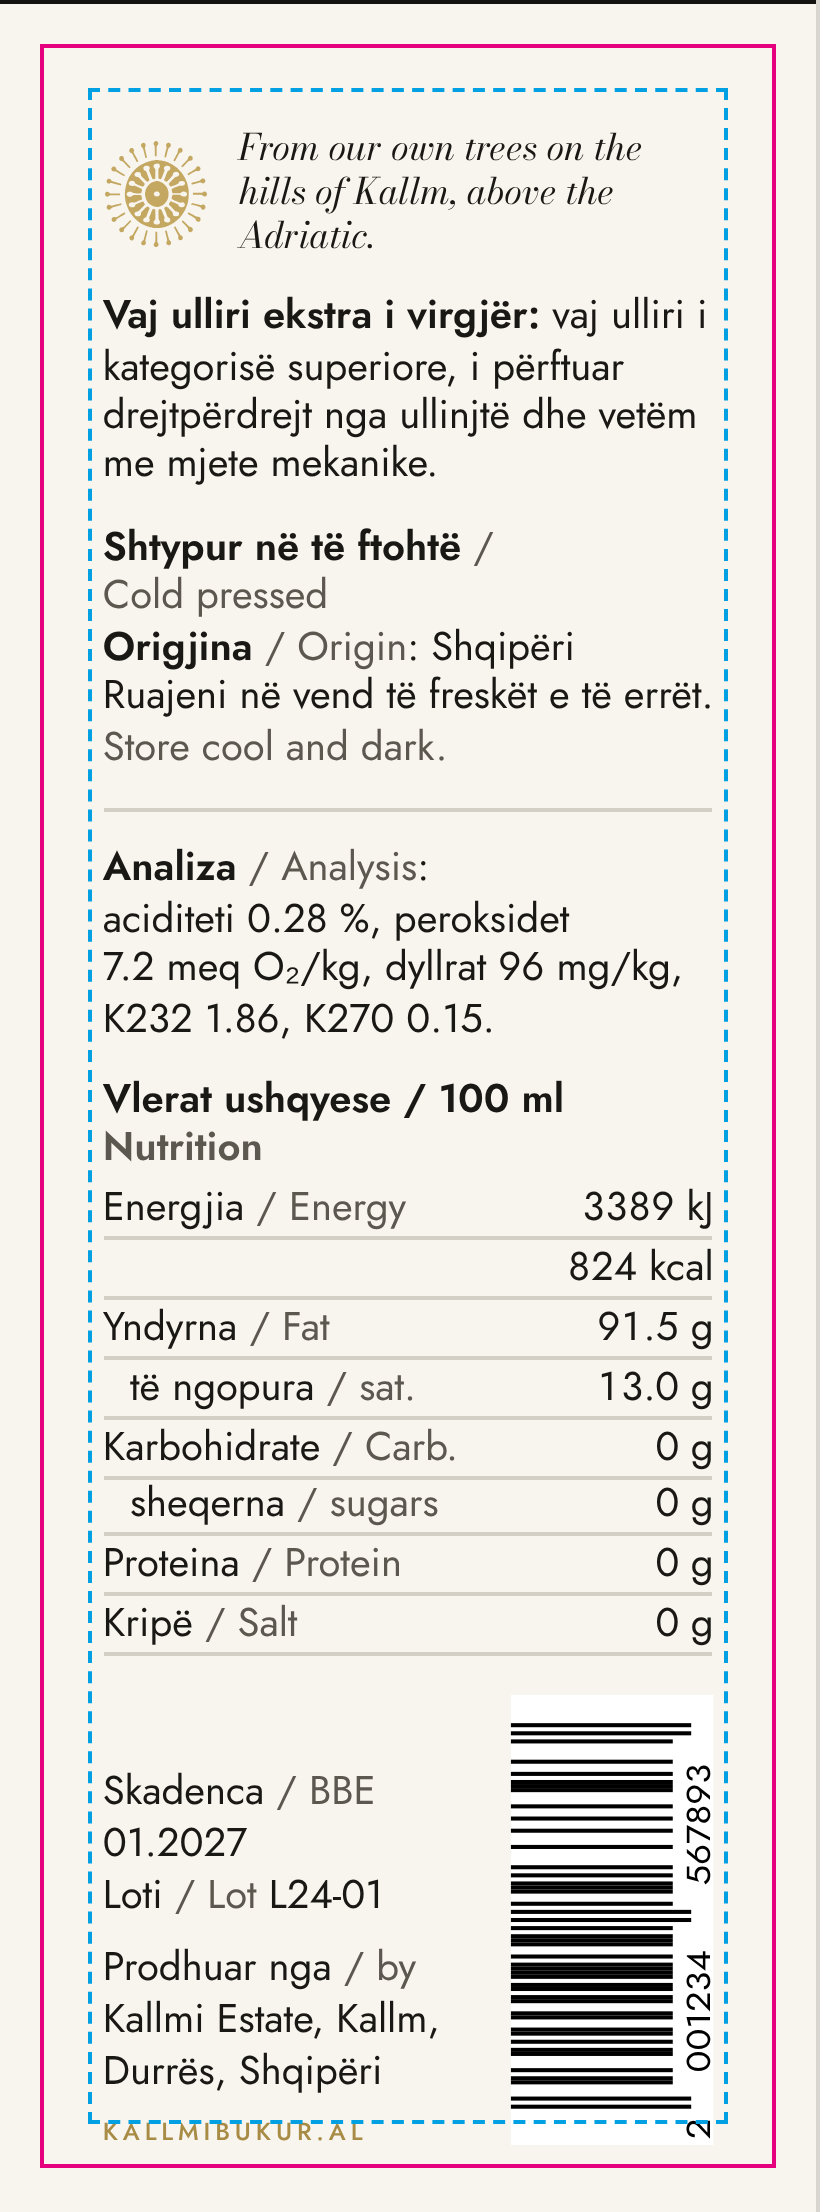 From our own trees on the
hills of Kallm, above the
Adriatic.
Vaj ulliri ekstra i virgjër: vaj ulliri i
kategorisë superiore, i përftuar
drejtpërdrejt nga ullinjtë dhe vetëm
me mjete mekanike.
Shtypur në të ftohtë /
Cold pressed
Origjina / Origin: Shqipëri
Ruajeni në vend të freskët e të errët.
Store cool and dark.
Analiza / Analysis:
aciditeti 0.28 %, peroksidet
7.2 meq O₂/kg, dyllrat 96 mg/kg,
K232 1.86, K270 0.15.
Vlerat ushqyese / 100 ml
Nutrition
Energjia / Energy 3389 kJ
824 kcal
Yndyrna / Fat 91.5 g
të ngopura / sat. 13.0 g
Karbohidrate / Carb. 0 g
sheqerna / sugars 0 g
Proteina / Protein 0 g
Kripë / Salt 0 g
Skadenca / BBE
01.2027
Loti / Lot L24-01
Prodhuar nga / by
Kallmi Estate, Kallm,
Durrës, Shqipëri
KALLMIBUKUR.AL
2 001234 567893